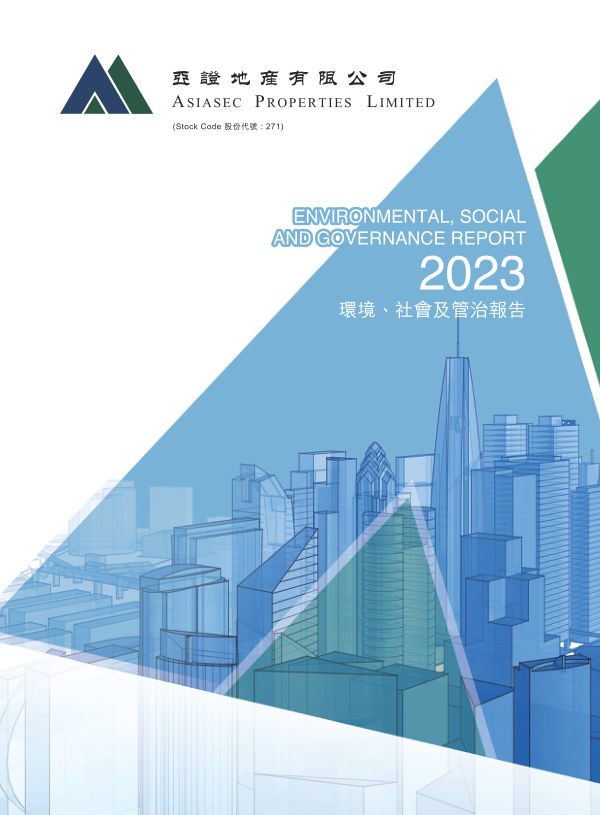 亞證地產有限公司
ASIASEC PROPERTIES LIMITED
(Stock Code 股份代號：271)
ENVIRONMENTAL, SOCIAL
AND GOVERNANCE REPORT
2023
環境、社會及管治報告